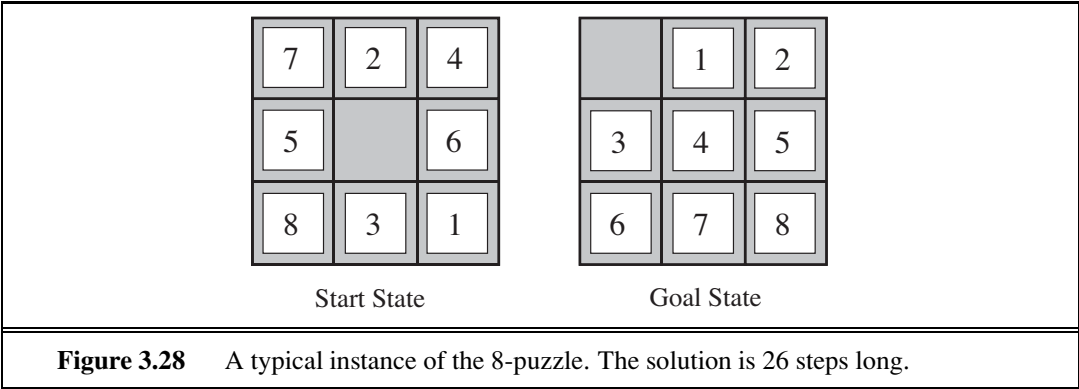 7 2 4 1 2
5 6 3 4 5
8 3 1 6 7 8
Start State Goal State
Figure 3.28 A typical instance of the 8-puzzle. The solution is 26 steps long.